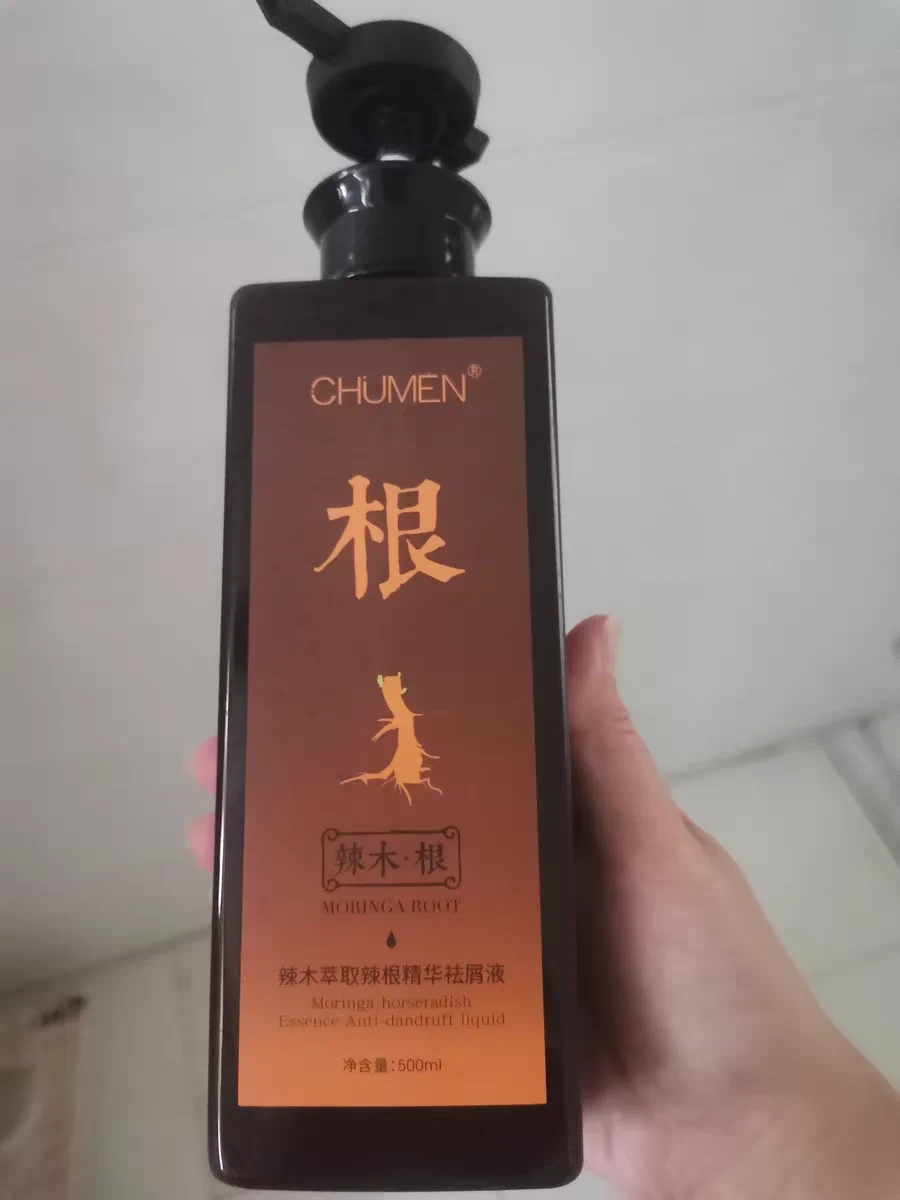 CHUMEN®
根
辣木·根
MORINGA ROOT
辣木萃取辣根精华祛屑液
Moringa horseradish
Essence Anti-dandruff liquid
净含量:500ml